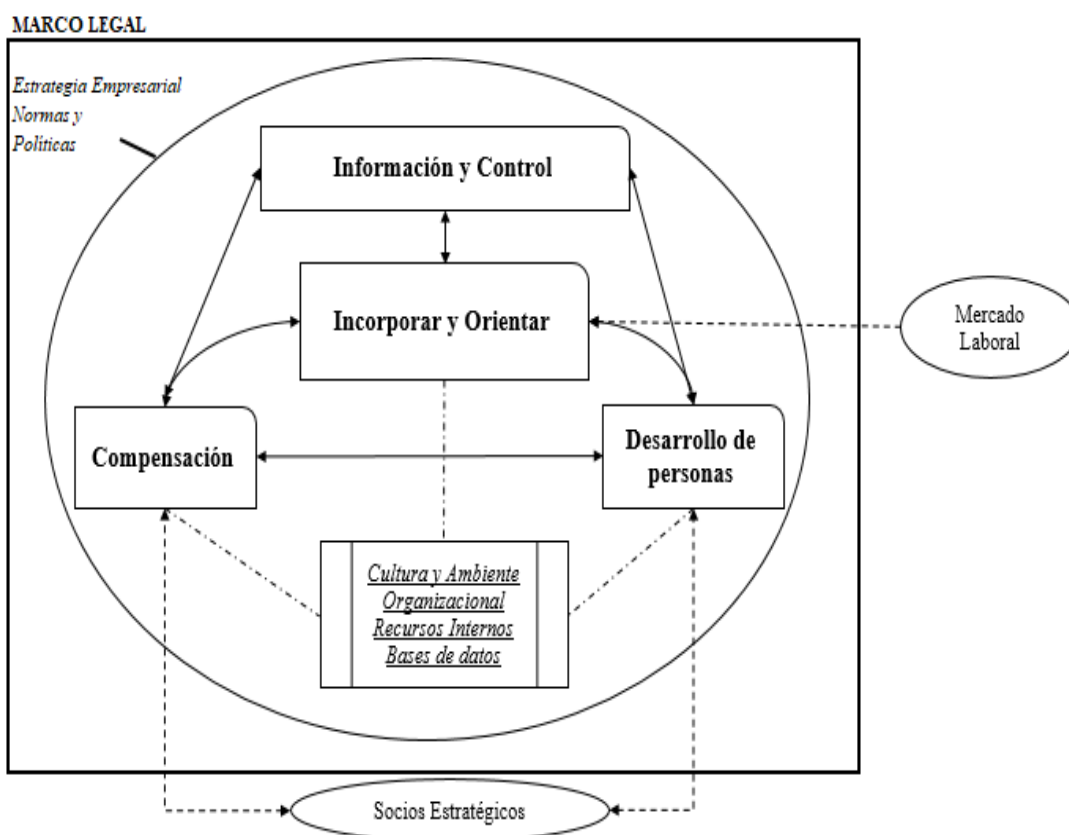 MARCO LEGAL
Estrategia Empresarial
Normas y
Políticas
Información y Control
Incorporar y Orientar
Mercado
Laboral
Compensación
Desarrollo de
personas
Cultura y Ambiente
Organizacional
Recursos Internos
Bases de datos
Socios Estratégicos